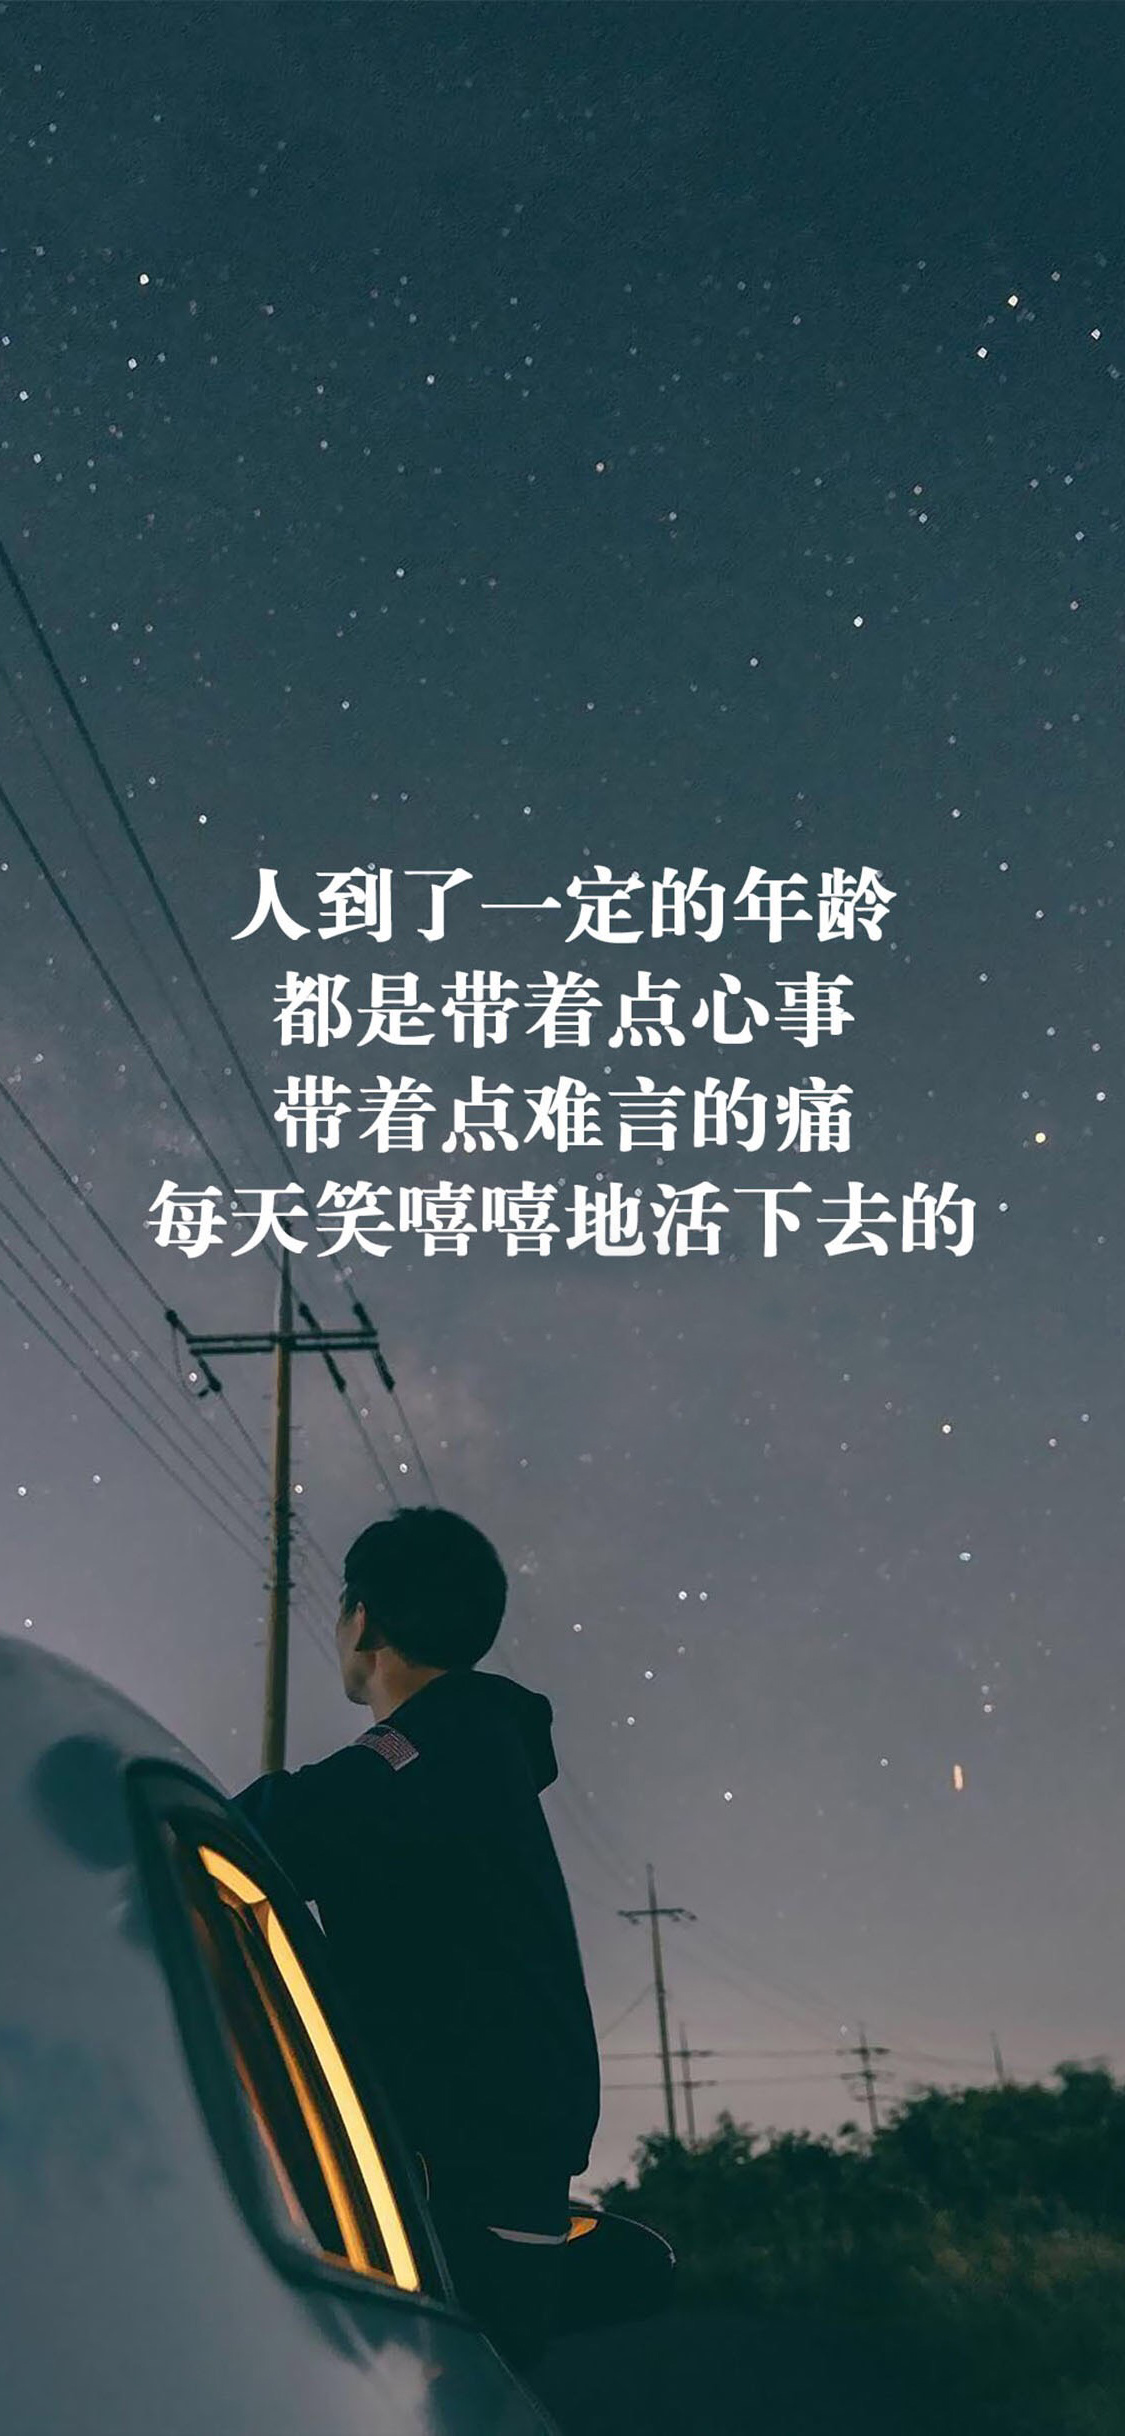 人到了一定的年龄
都是带着点心事
带着点难言的痛
每天笑嘻嘻地活下去的